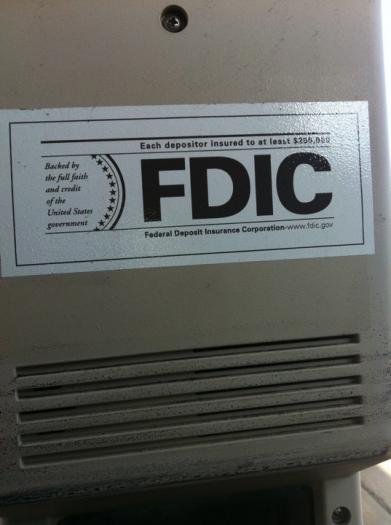 Each depositor insured to at least $250,000
Backed by
the full faith
and credit
of the
United States
government
FDIC
Federal Deposit Insurance Corporation-www.fdic.gov